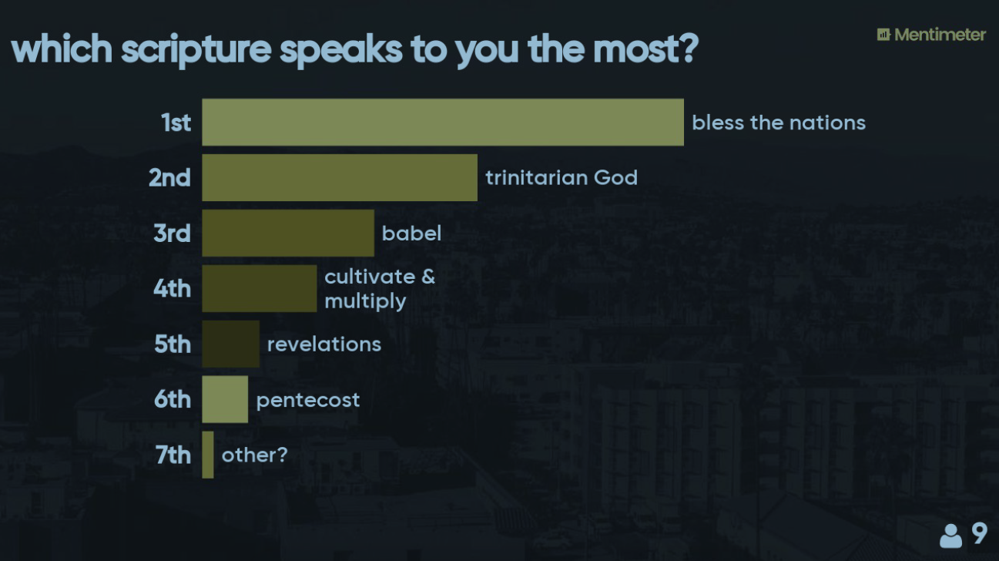 which scripture speaks to you the most?
Mentimeter
1st bless the nations
2nd trinitarian God
3rd babel
4th cultivate &
multiply
5th revelations
6th pentecost
7th other?
9